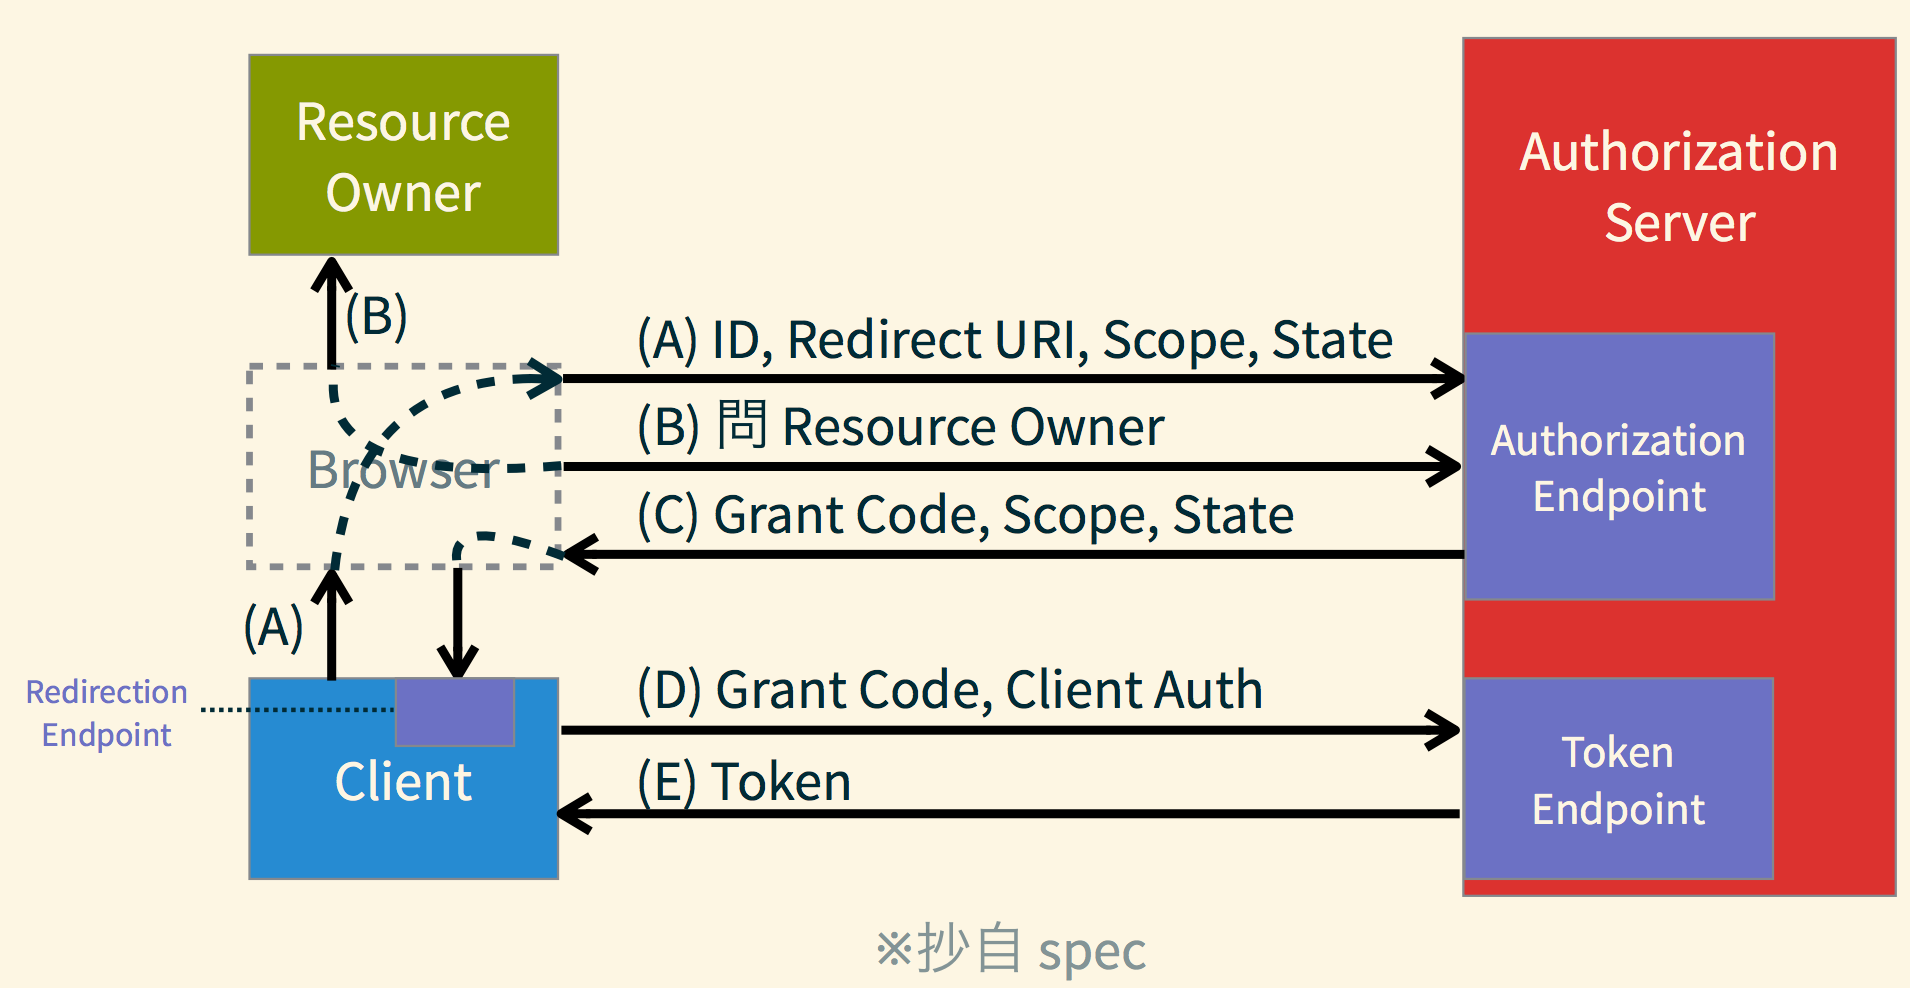 Resource
Owner
Authorization
Server
(B)
(A) ID, Redirect URI, Scope, State
(B) 問 Resource Owner
Browser
(C) Grant Code, Scope, State
Authorization
Endpoint
(A)
Redirection
Endpoint
Client
(D) Grant Code, Client Auth
(E) Token
Token
Endpoint
※抄自 spec